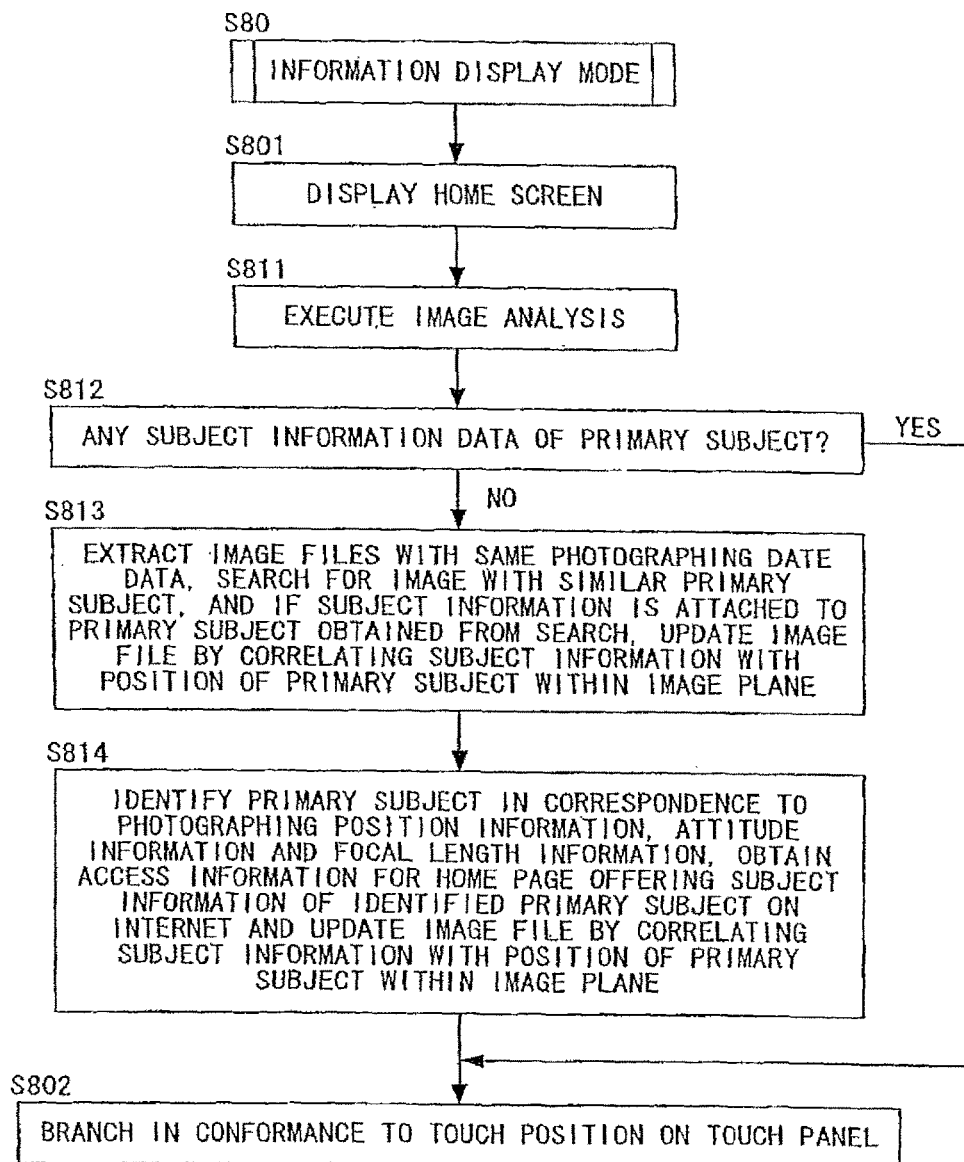 S80
INFORMATION DISPLAY MODE
S801
DISPLAY HOME SCREEN
S811
EXECUTE IMAGE ANALYSIS
S812
ANY SUBJECT INFORMATION DATA OF PRIMARY SUBJECT?
YES
NO
S813
EXTRACT IMAGE FILES WITH SAME PHOTOGRAPHING DATE
DATA, SEARCH FOR IMAGE WITH SIMILAR PRIMARY
SUBJECT, AND IF SUBJECT INFORMATION IS ATTACHED TO
PRIMARY SUBJECT OBTAINED FROM SEARCH, UPDATE IMAGE
FILE BY CORRELATING SUBJECT INFORMATION WITH
POSITION OF PRIMARY SUBJECT WITHIN IMAGE PLANE
S814
IDENTIFY PRIMARY SUBJECT IN CORRESPONDENCE TO
PHOTOGRAPHING POSITION INFORMATION, ATTITUDE
INFORMATION AND FOCAL LENGTH INFORMATION, OBTAIN
ACCESS INFORMATION FOR HOME PAGE OFFERING SUBJECT
INFORMATION OF IDENTIFIED PRIMARY SUBJECT ON
INTERNET AND UPDATE IMAGE FILE BY CORRELATING
SUBJECT INFORMATION WITH POSITION OF PRIMARY
SUBJECT WITHIN IMAGE PLANE
S802
BRANCH IN CONFORMANCE TO TOUCH POSITION ON TOUCH PANEL